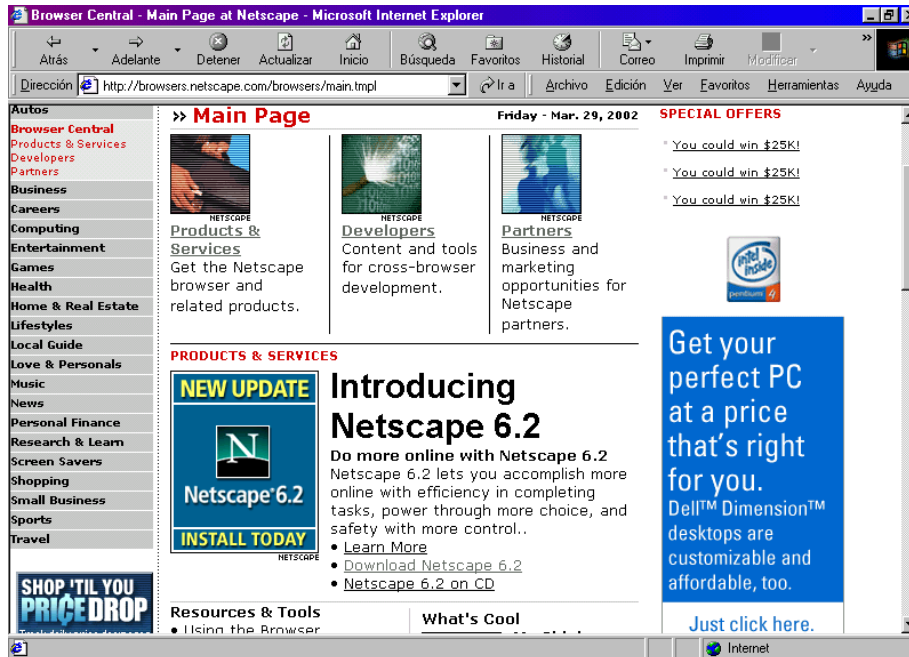 Browser Central - Main Page at Netscape - Microsoft Internet Explorer
Atrás Adelante Detener Actualizar Inicio Búsqueda Favoritos Historial Correo Imprimir Modificar »
Dirección http://browsers.netscape.com/browsers/main.tmpl Ir a Archivo Edición Ver Favoritos Herramientas Ayuda
Autos
Browser Central
Products & Services
Developers
Partners
Business
Careers
Computing
Entertainment
Games
Health
Home & Real Estate
Lifestyles
Local Guide
Love & Personals
Music
News
Personal Finance
Research & Learn
Screen Savers
Shopping
Small Business
Sports
Travel
SHOP 'TIL YOU
PRICE DROP
» Main Page
Friday - Mar. 29, 2002
NETSCAPE
Products &
Services
Get the Netscape
browser and
related products.
NETSCAPE
Developers
Content and tools
for cross-browser
development.
NETSCAPE
Partners
Business and
marketing
opportunities for
Netscape
partners.
PRODUCTS & SERVICES
NEW UPDATE
N
Netscape 6.2
INSTALL TODAY
NETSCAPE
Introducing
Netscape 6.2
Do more online with Netscape 6.2
Netscape 6.2 lets you accomplish more
online with efficiency in completing
tasks, power through more choice, and
safety with more control..
• Learn More
• Download Netscape 6.2
• Netscape 6.2 on CD
Resources & Tools
• Using the Browser
What's Cool
SPECIAL OFFERS
You could win $25K!
You could win $25K!
You could win $25K!
intel
inside
pentium 4
Get your
perfect PC
at a price
that's right
for you.
Dell™ Dimension™
desktops are
customizable and
affordable, too.
Just click here.
Internet